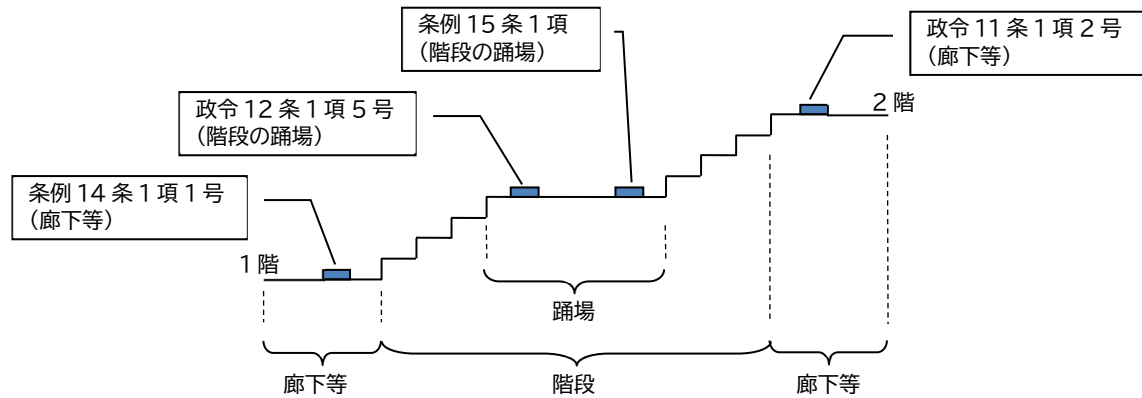 条例15条1項
（階段の踊場）
政令11条1項2号
（廊下等）
政令12条1項5号
（階段の踊場）
2階
条例14条1項1号
（廊下等）
1階
踊場
廊下等
階段
廊下等